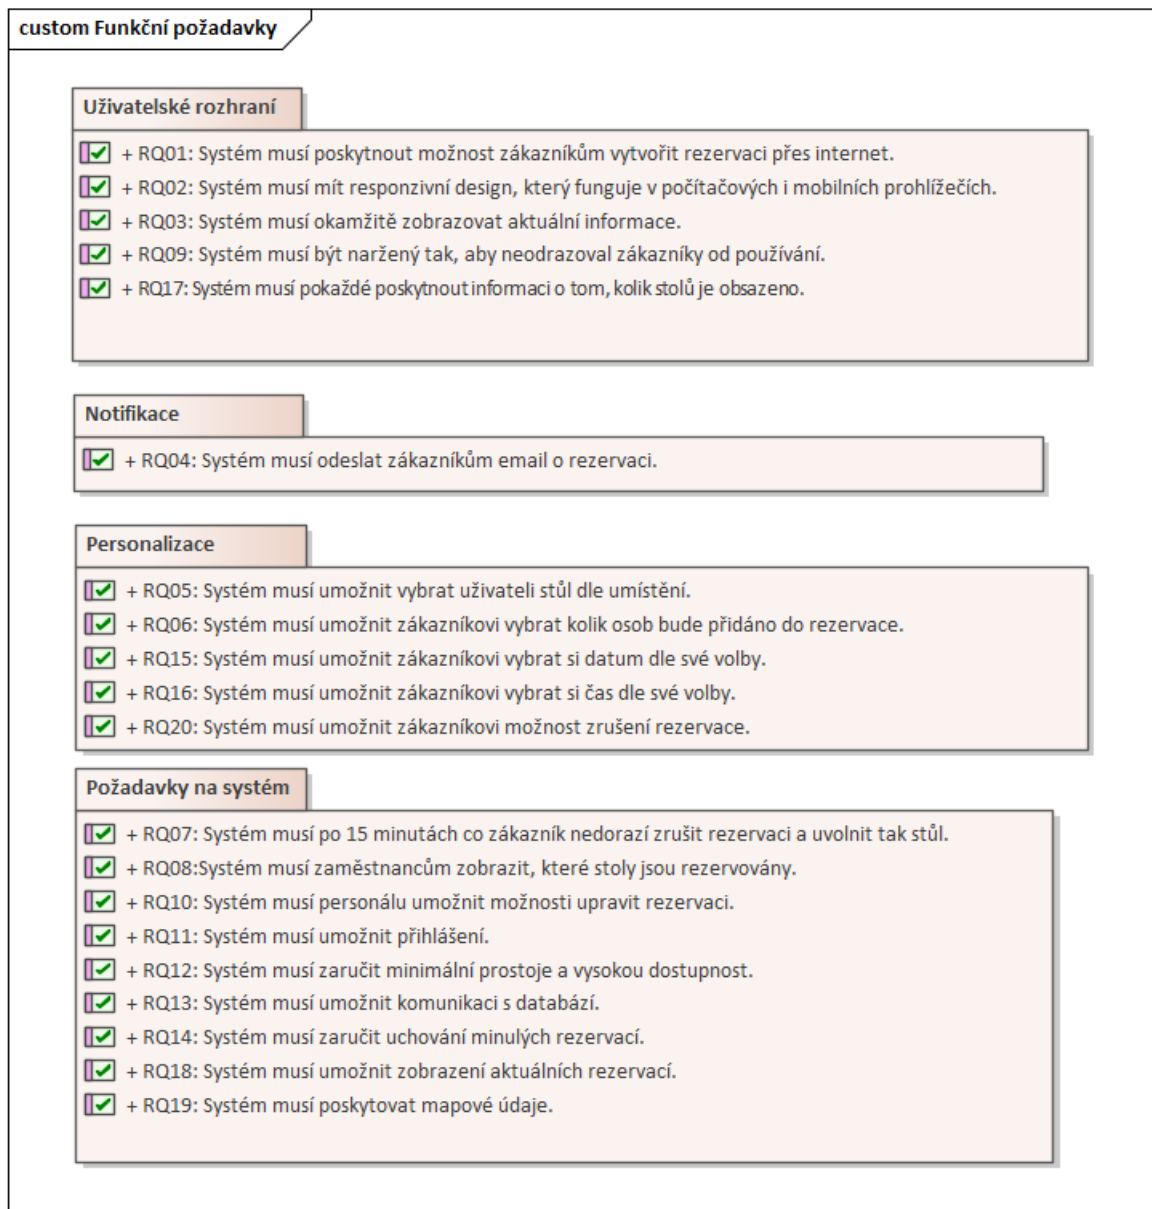 custom Funkční požadavky
Uživatelské rozhraní
+ RQ01: Systém musí poskytnout možnost zákazníkům vytvořit rezervaci přes internet.
+ RQ02: Systém musí mít responzivní design, který funguje v počítačových i mobilních prohlížečích.
+ RQ03: Systém musí okamžitě zobrazovat aktuální informace.
+ RQ09: Systém musí být naržený tak, aby neodrazoval zákazníky od používání.
+ RQ17: Systém musí pokaždé poskytnout informaci o tom, kolik stolů je obsazeno.
Notifikace
+ RQ04: Systém musí odeslat zákazníkům email o rezervaci.
Personalizace
+ RQ05: Systém musí umožnit vybrat uživateli stůl dle umístění.
+ RQ06: Systém musí umožnit zákazníkovi vybrat kolik osob bude přidáno do rezervace.
+ RQ15: Systém musí umožnit zákazníkovi vybrat si datum dle své volby.
+ RQ16: Systém musí umožnit zákazníkovi vybrat si čas dle své volby.
+ RQ20: Systém musí umožnit zákazníkovi možnost zrušení rezervace.
Požadavky na systém
+ RQ07: Systém musí po 15 minutách co zákazník nedorazí zrušit rezervaci a uvolnit tak stůl.
+ RQ08:Systém musí zaměstnancům zobrazit, které stoly jsou rezervovány.
+ RQ10: Systém musí personálu umožnit možnosti upravit rezervaci.
+ RQ11: Systém musí umožnit přihlášení.
+ RQ12: Systém musí zaručit minimální prostoje a vysokou dostupnost.
+ RQ13: Systém musí umožnit komunikaci s databází.
+ RQ14: Systém musí zaručit uchování minulých rezervací.
+ RQ18: Systém musí umožnit zobrazení aktuálních rezervací.
+ RQ19: Systém musí poskytovat mapové údaje.